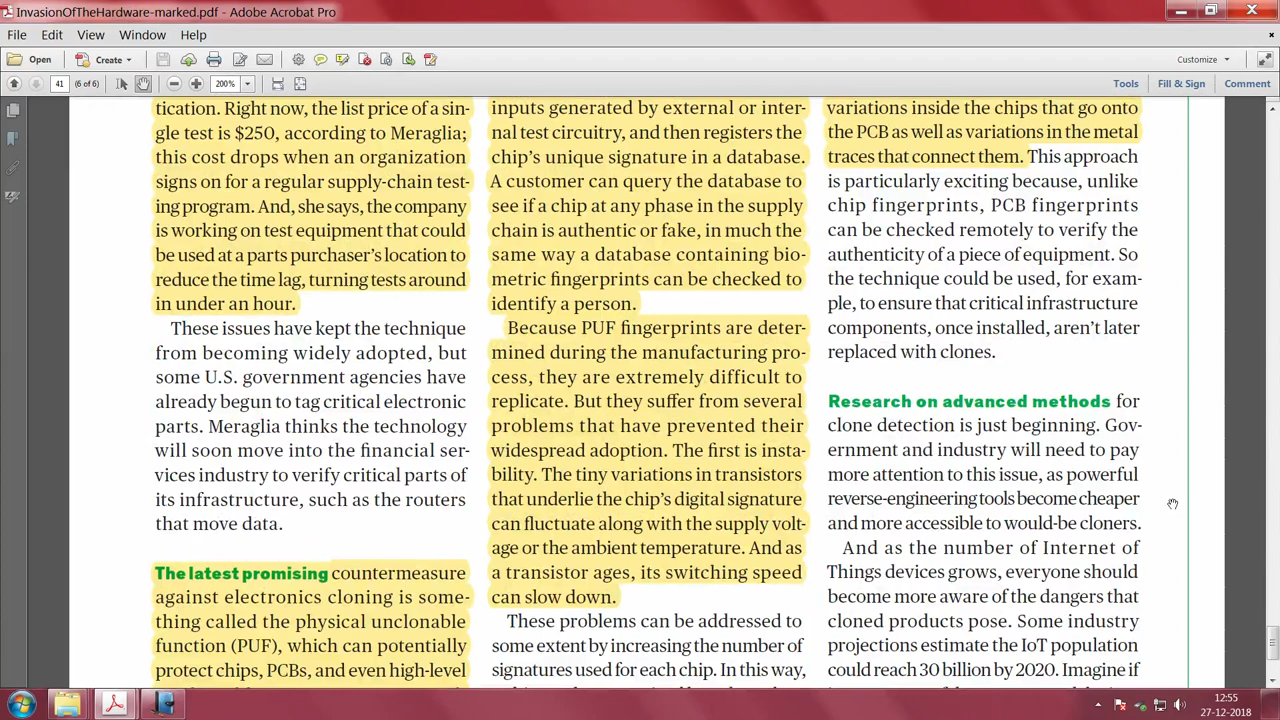 InvasionOfTheHardware-marked.pdf - Adobe Acrobat Pro
File Edit View Window Help
Open Create Customize
41 (6 of 6) 200% Tools Fill & Sign Comment
tication. Right now, the list price of a sin-
gle test is $250, according to Meraglia;
this cost drops when an organization
signs on for a regular supply-chain test-
ing program. And, she says, the company
is working on test equipment that could
be used at a parts purchaser's location to
reduce the time lag, turning tests around
in under an hour.
These issues have kept the technique
from becoming widely adopted, but
some U.S. government agencies have
already begun to tag critical electronic
parts. Meraglia thinks the technology
will soon move into the financial ser-
vices industry to verify critical parts of
its infrastructure, such as the routers
that move data.
The latest promising countermeasure
against electronics cloning is some-
thing called the physical unclonable
function (PUF), which can potentially
protect chips, PCBs, and even high-level
inputs generated by external or inter-
nal test circuitry, and then registers the
chip's unique signature in a database.
A customer can query the database to
see if a chip at any phase in the supply
chain is authentic or fake, in much the
same way a database containing bio-
metric fingerprints can be checked to
identify a person.
Because PUF fingerprints are deter-
mined during the manufacturing pro-
cess, they are extremely difficult to
replicate. But they suffer from several
problems that have prevented their
widespread adoption. The first is insta-
bility. The tiny variations in transistors
that underlie the chip's digital signature
can fluctuate along with the supply volt-
age or the ambient temperature. And as
a transistor ages, its switching speed
can slow down.
These problems can be addressed to
some extent by increasing the number of
signatures used for each chip. In this way,
variations inside the chips that go onto
the PCB as well as variations in the metal
traces that connect them. This approach
is particularly exciting because, unlike
chip fingerprints, PCB fingerprints
can be checked remotely to verify the
authenticity of a piece of equipment. So
the technique could be used, for exam-
ple, to ensure that critical infrastructure
components, once installed, aren't later
replaced with clones.
Research on advanced methods for
clone detection is just beginning. Gov-
ernment and industry will need to pay
more attention to this issue, as powerful
reverse-engineering tools become cheaper
and more accessible to would-be cloners.
And as the number of Internet of
Things devices grows, everyone should
become more aware of the dangers that
cloned products pose. Some industry
projections estimate the IoT population
could reach 30 billion by 2020. Imagine if
12:55
27-12-2018